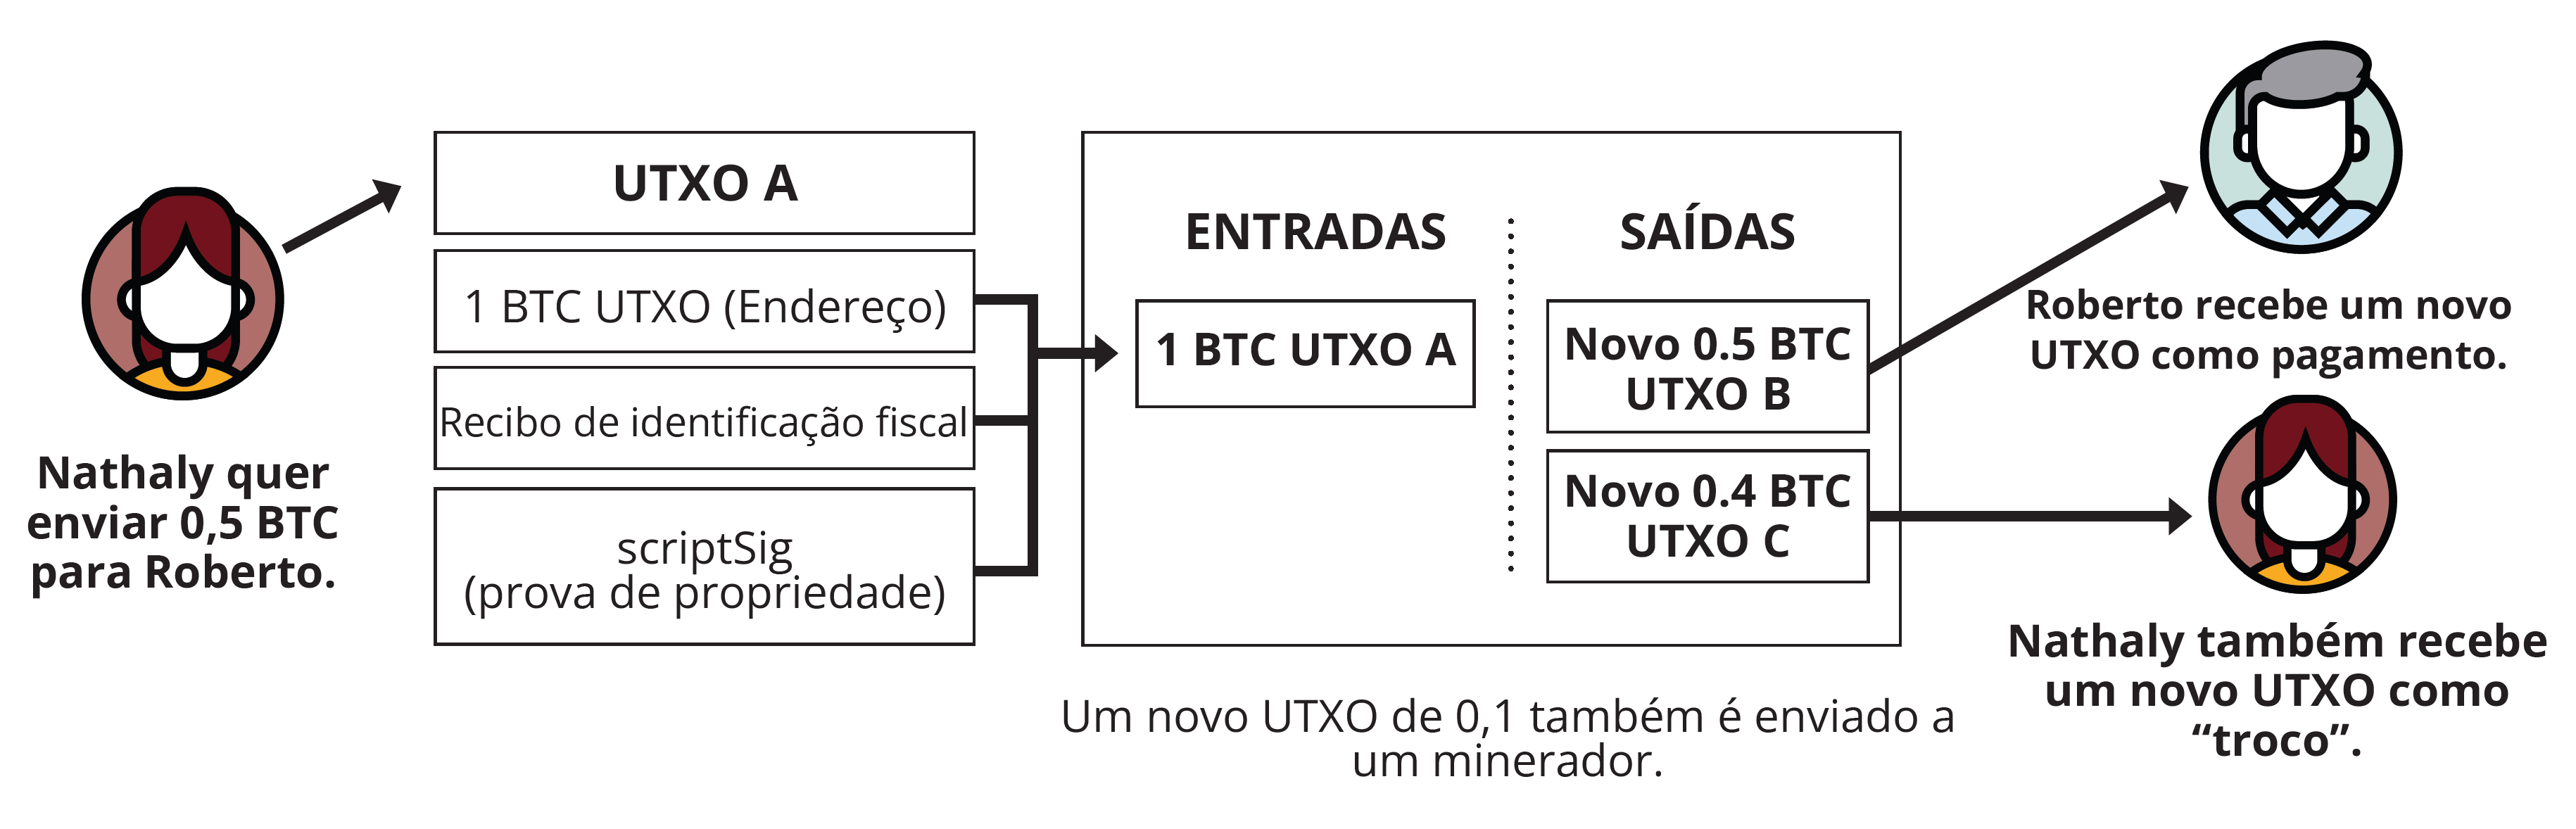 Nathaly quer
enviar 0,5 BTC
para Roberto.
UTXO A
1 BTC UTXO (Endereço)
Recibo de identificação fiscal
scriptSig
(prova de propriedade)
ENTRADAS
1 BTC UTXO A
SAÍDAS
Novo 0.5 BTC
UTXO B
Novo 0.4 BTC
UTXO C
Um novo UTXO de 0,1 também é enviado a
um minerador.
Roberto recebe um novo
UTXO como pagamento.
Nathaly também recebe
um novo UTXO como
“troco”.